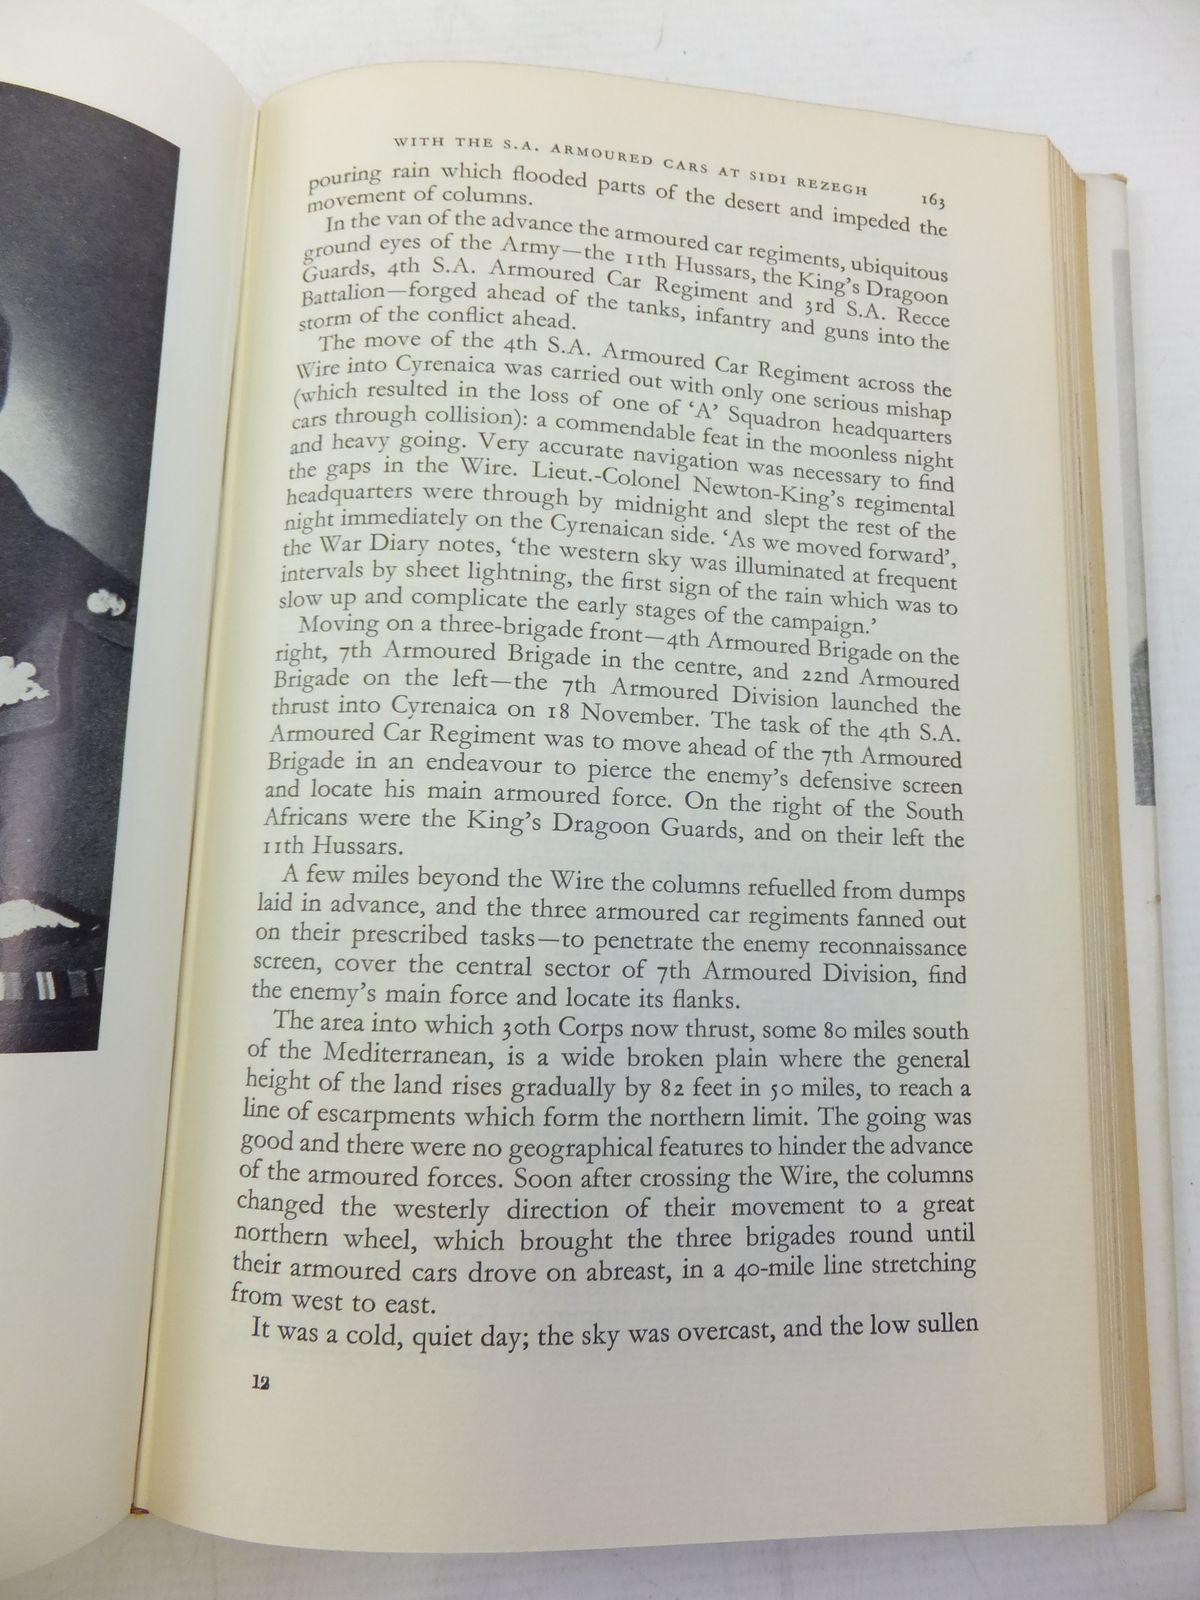 WITH THE S.A. ARMOURED CARS AT SIDI REZEGH 163
pouring rain which flooded parts of the desert and impeded the
movement of columns.
In the van of the advance the armoured car regiments, ubiquitous
ground eyes of the Army—the 11th Hussars, the King's Dragoon
Guards, 4th S.A. Armoured Car Regiment and 3rd S.A. Recce
Battalion—forged ahead of the tanks, infantry and guns into the
storm of the conflict ahead.
The move of the 4th S.A. Armoured Car Regiment across the
Wire into Cyrenaica was carried out with only one serious mishap
(which resulted in the loss of one of 'A' Squadron headquarters
cars through collision): a commendable feat in the moonless night
and heavy going. Very accurate navigation was necessary to find
the gaps in the Wire. Lieut.-Colonel Newton-King's regimental
headquarters were through by midnight and slept the rest of the
night immediately on the Cyrenaican side. 'As we moved forward',
the War Diary notes, 'the western sky was illuminated at frequent
intervals by sheet lightning, the first sign of the rain which was to
slow up and complicate the early stages of the campaign.'
Moving on a three-brigade front—4th Armoured Brigade on the
right, 7th Armoured Brigade in the centre, and 22nd Armoured
Brigade on the left—the 7th Armoured Division launched the
thrust into Cyrenaica on 18 November. The task of the 4th S.A.
Armoured Car Regiment was to move ahead of the 7th Armoured
Brigade in an endeavour to pierce the enemy's defensive screen
and locate his main armoured force. On the right of the South
Africans were the King's Dragoon Guards, and on their left the
11th Hussars.
A few miles beyond the Wire the columns refuelled from dumps
laid in advance, and the three armoured car regiments fanned out
on their prescribed tasks—to penetrate the enemy reconnaissance
screen, cover the central sector of 7th Armoured Division, find
the enemy's main force and locate its flanks.
The area into which 30th Corps now thrust, some 80 miles south
of the Mediterranean, is a wide broken plain where the general
height of the land rises gradually by 82 feet in 50 miles, to reach a
line of escarpments which form the northern limit. The going was
good and there were no geographical features to hinder the advance
of the armoured forces. Soon after crossing the Wire, the columns
changed the westerly direction of their movement to a great
northern wheel, which brought the three brigades round until
their armoured cars drove on abreast, in a 40-mile line stretching
from west to east.
It was a cold, quiet day; the sky was overcast, and the low sullen
12